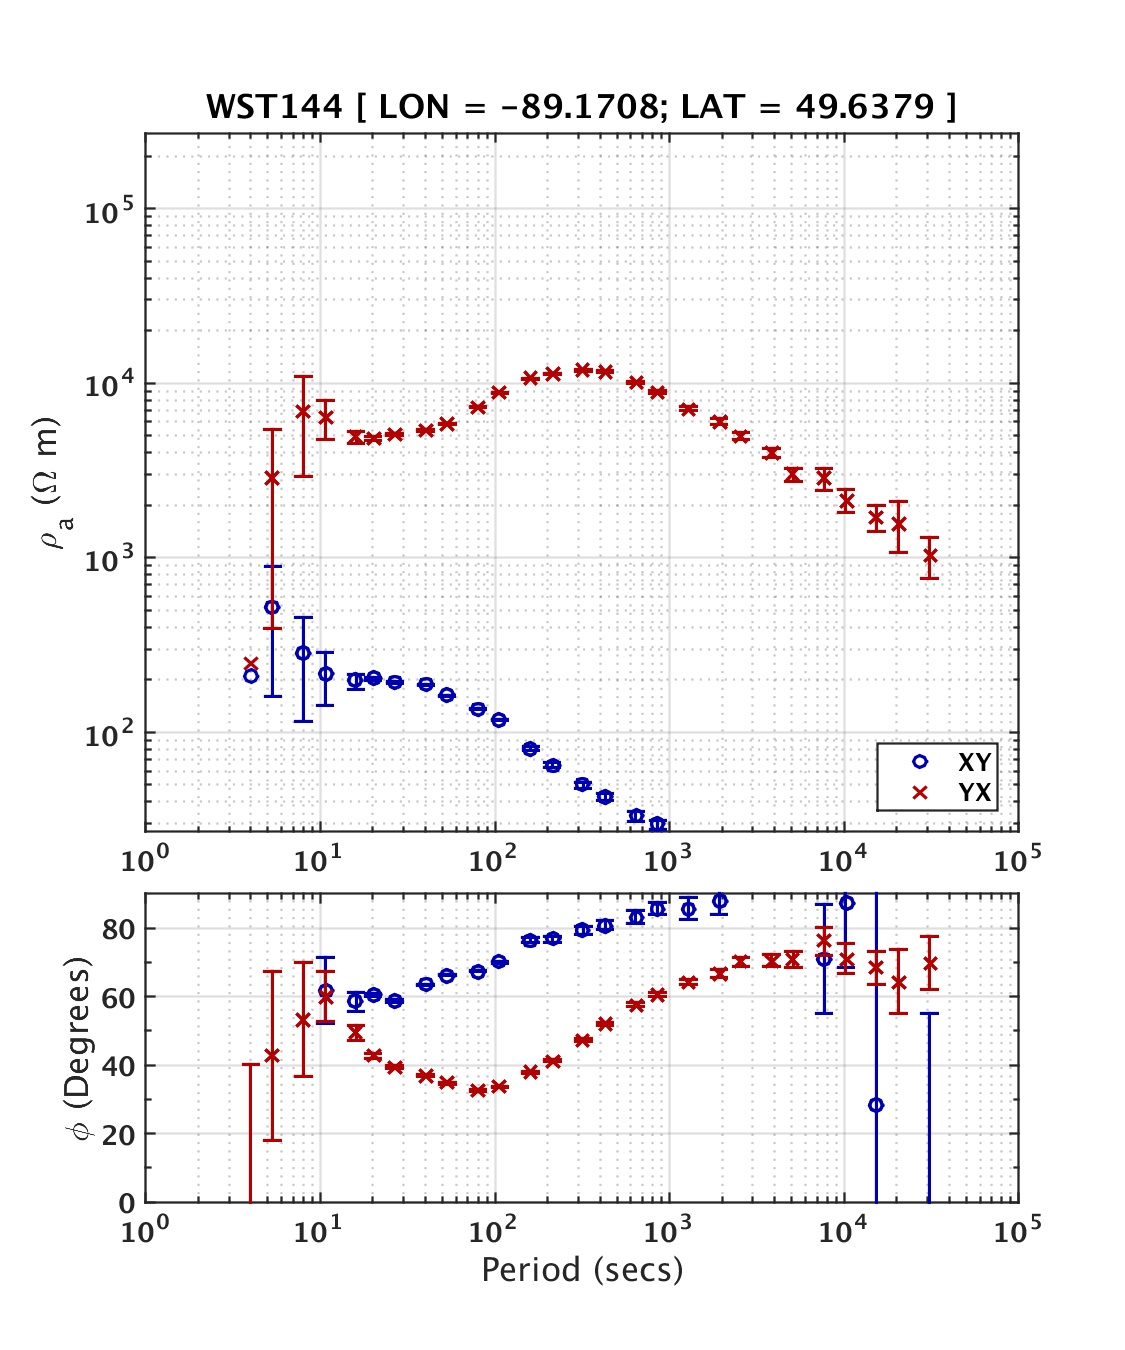 WST144 [ LON = -89.1708; LAT = 49.6379 ]
10^5
10^4
10^3
10^2
ρ_a (Ω m)
XY
YX
10^0 10^1 10^2 10^3 10^4 10^5
80
60
40
20
0
ϕ (Degrees)
10^0 10^1 10^2 10^3 10^4 10^5
Period (secs)